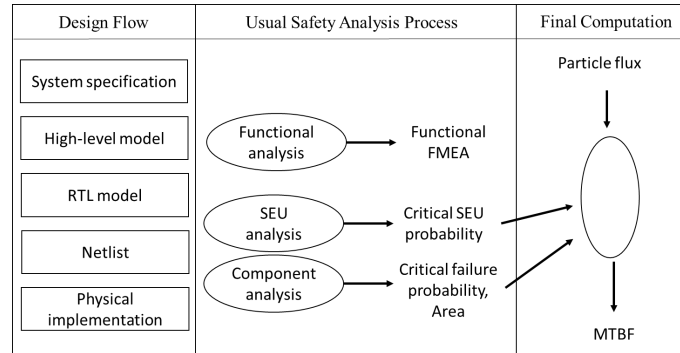 Design Flow
Usual Safety Analysis Process
Final Computation
System specification
High-level model
RTL model
Netlist
Physical
implementation
Functional
analysis
Functional
FMEA
SEU
analysis
Critical SEU
probability
Component
analysis
Critical failure
probability,
Area
Particle flux
MTBF